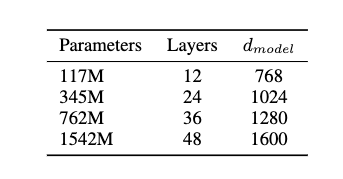 Parameters Layers d_model
117M 12 768
345M 24 1024
762M 36 1280
1542M 48 1600